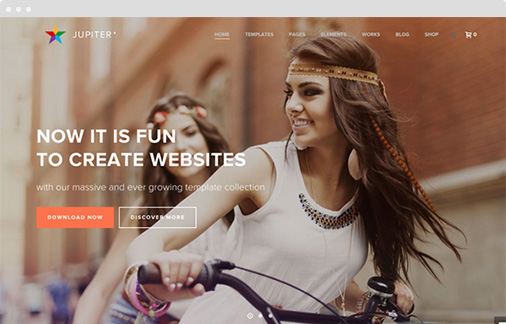 JUPITER
HOME TEMPLATES PAGES ELEMENTS WORKS BLOG SHOP 0
NOW IT IS FUN
TO CREATE WEBSITES
with our massive and ever growing template collection
DOWNLOAD NOW DISCOVER MORE